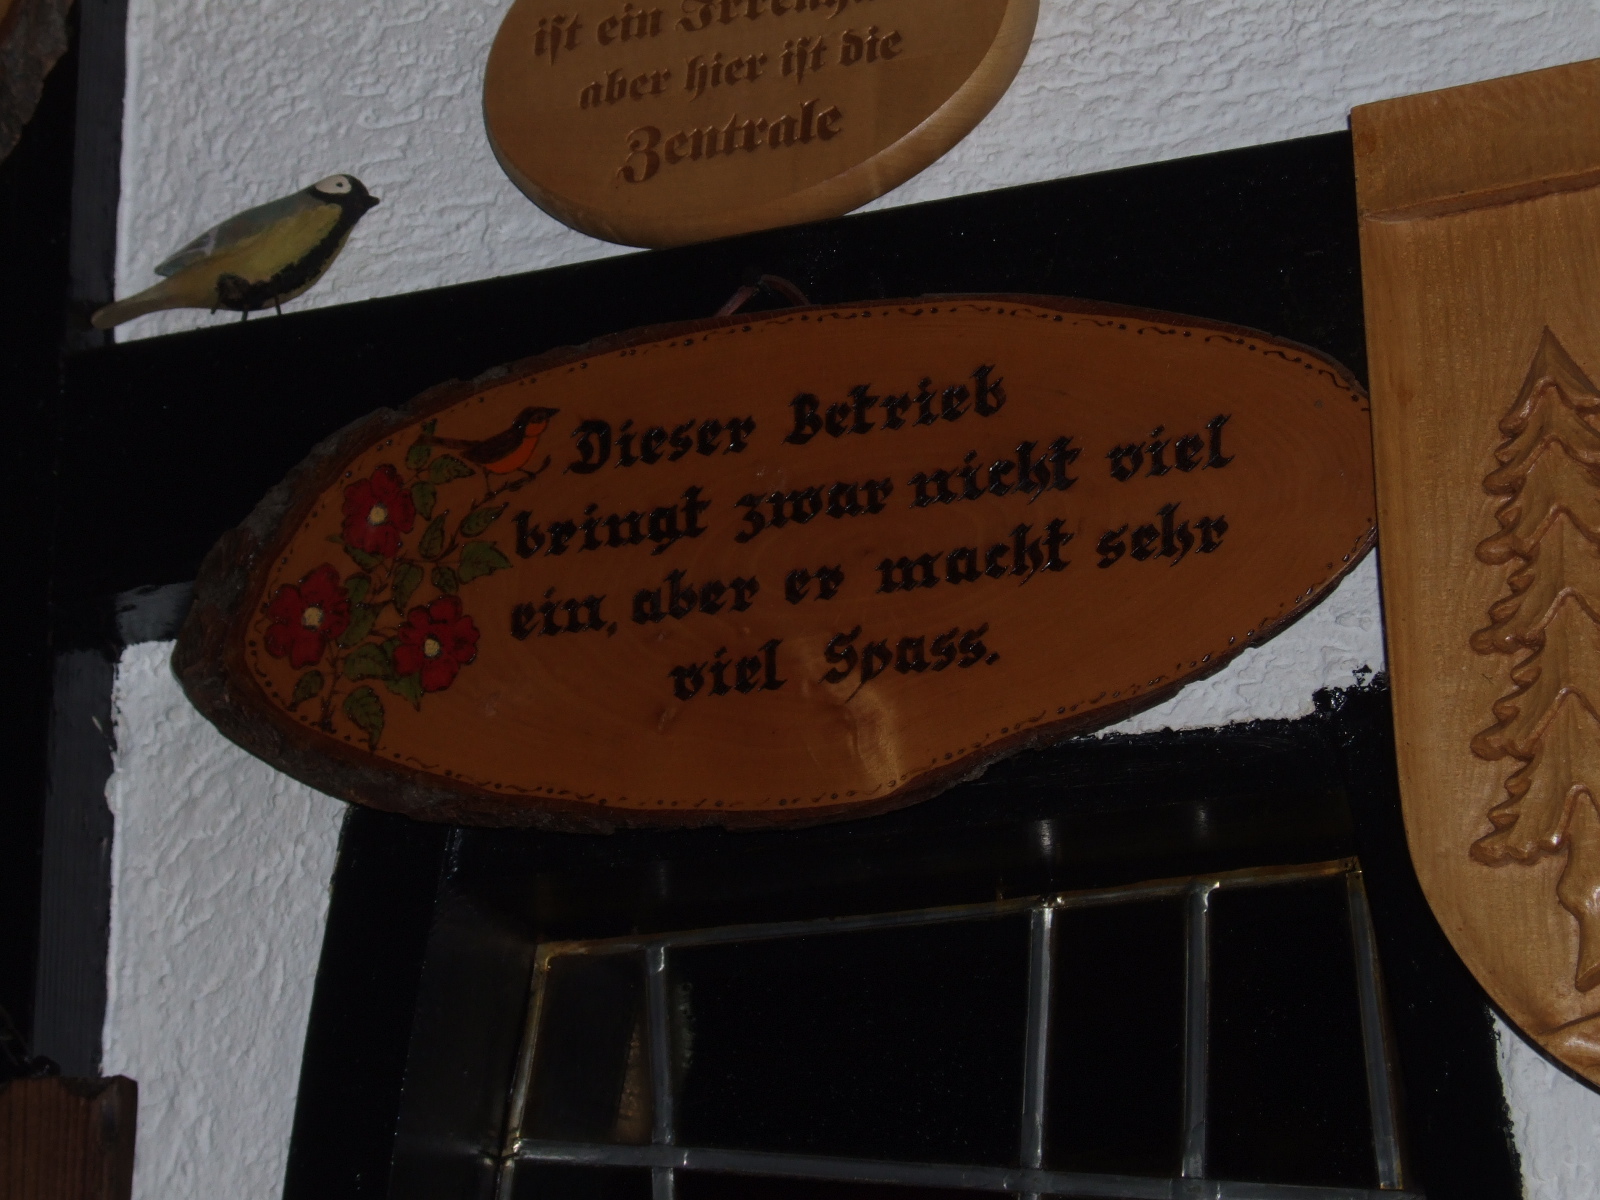 ist ein
aber hier ist die
Zentrale
Dieser Betrieb
bringt zwar nicht viel
ein, aber er macht sehr
viel Spass.